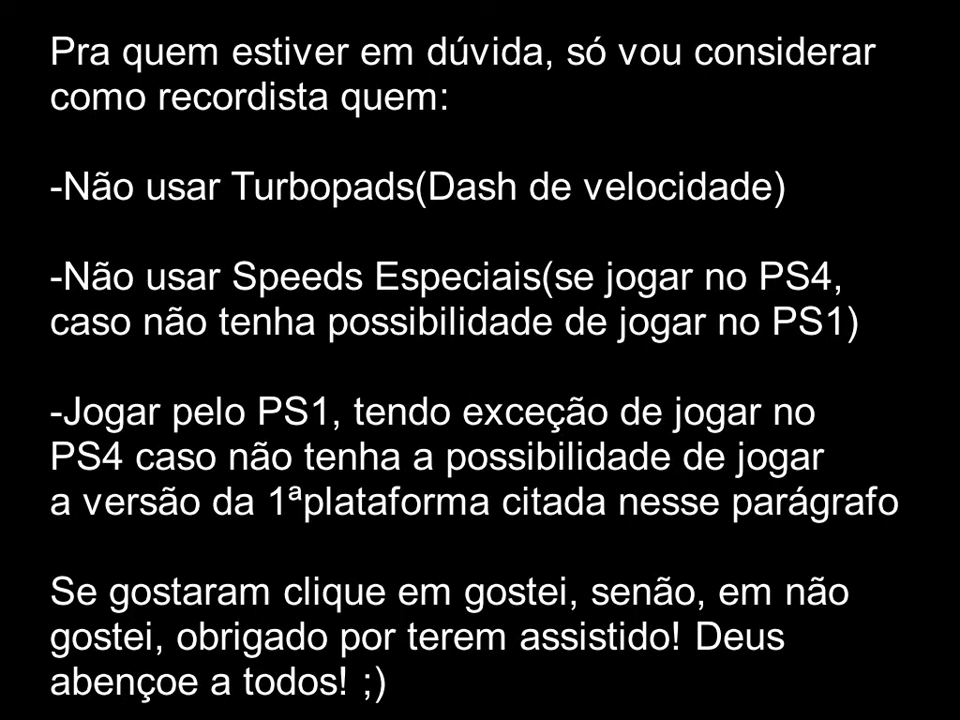 Pra quem estiver em dúvida, só vou considerar
como recordista quem:
-Não usar Turbopads(Dash de velocidade)
-Não usar Speeds Especiais(se jogar no PS4,
caso não tenha possibilidade de jogar no PS1)
-Jogar pelo PS1, tendo exceção de jogar no
PS4 caso não tenha a possibilidade de jogar
a versão da 1ªplataforma citada nesse parágrafo
Se gostaram clique em gostei, senão, em não
gostei, obrigado por terem assistido! Deus
abençoe a todos! ;)